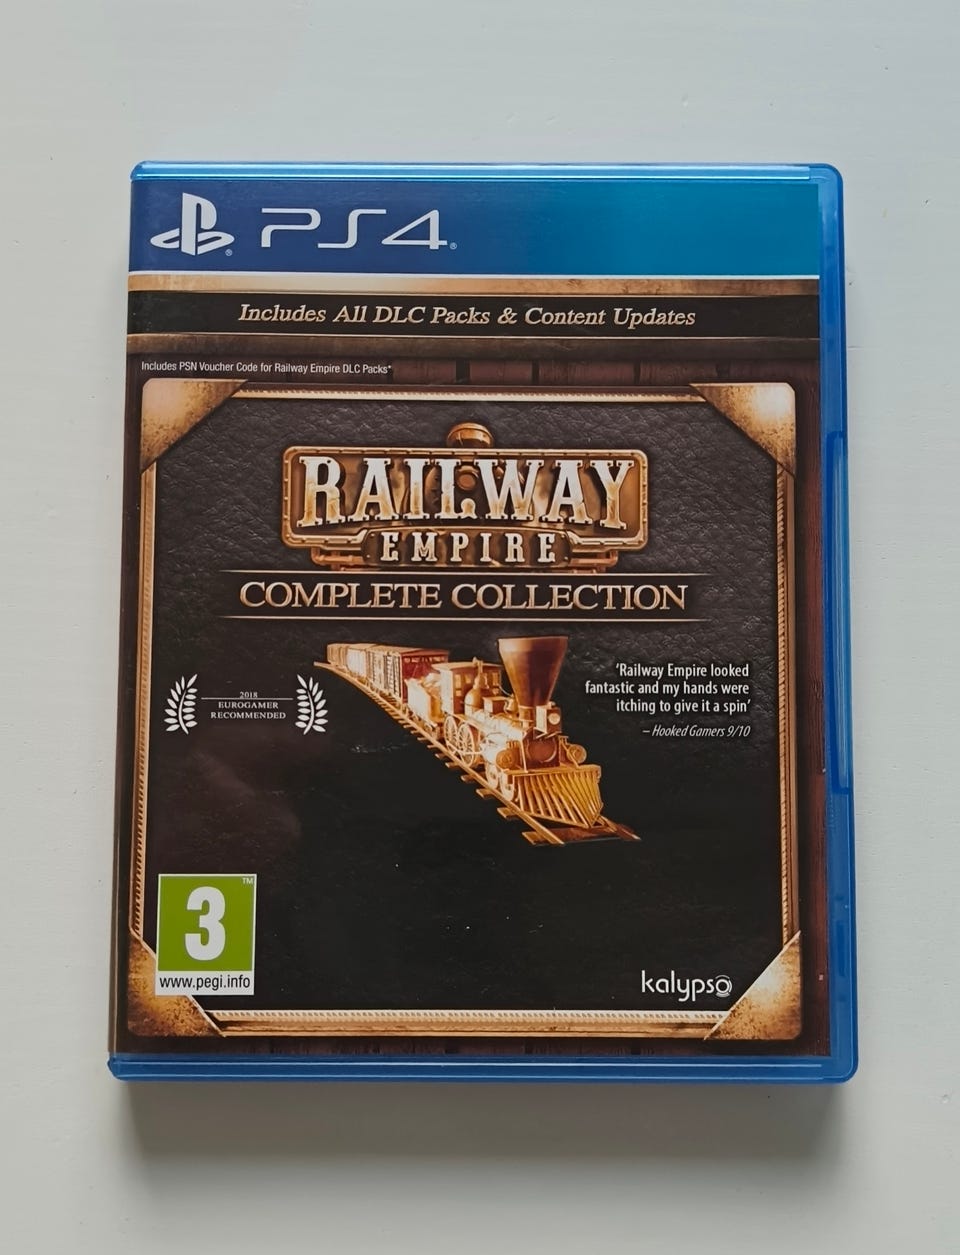 PS4
Includes All DLC Packs & Content Updates
Includes PSN Voucher Code for Railway Empire DLC Packs*
RAILWAY
EMPIRE
COMPLETE COLLECTION
2018
EUROGAMER
RECOMMENDED
'Railway Empire looked
fantastic and my hands were
itching to give it a spin'
– Hooked Gamers 9/10
3
™
www.pegi.info
kalypso